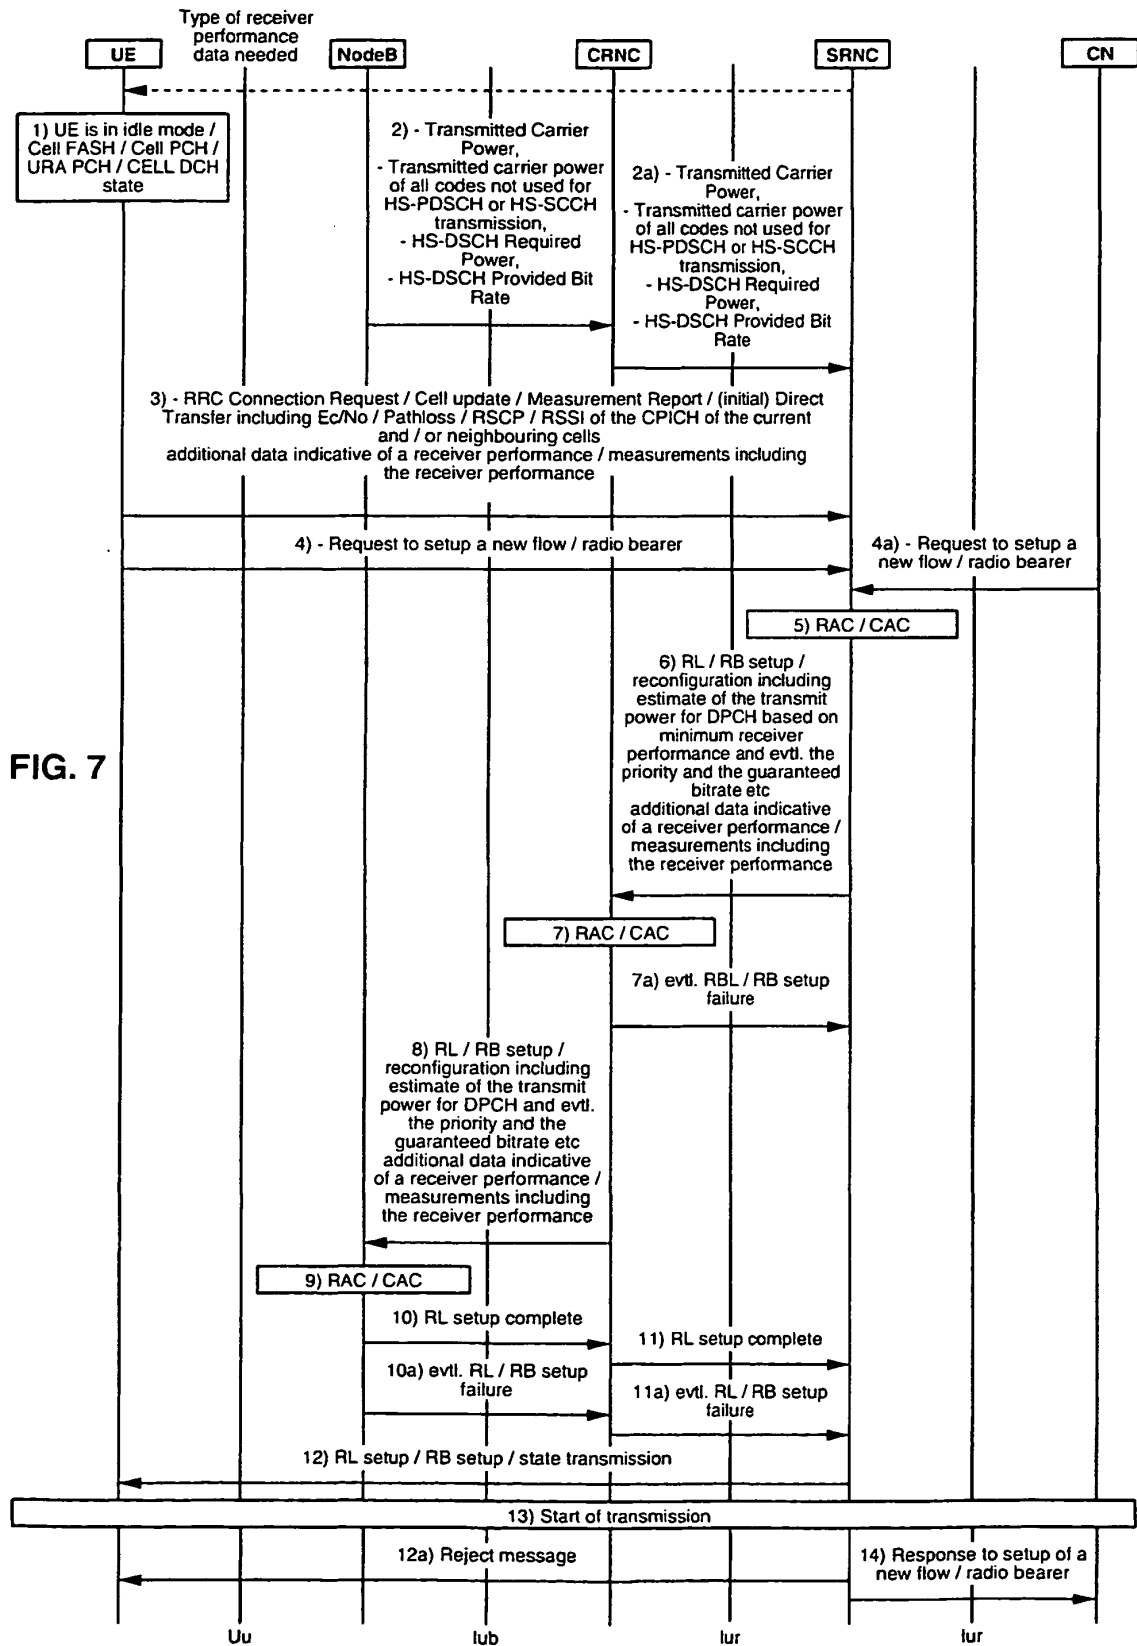 Type of receiver
performance
data needed
UE
NodeB
CRNC
SRNC
CN
1) UE is in idle mode /
Cell FASH / Cell PCH /
URA PCH / CELL DCH
state
2) - Transmitted Carrier
Power,
- Transmitted carrier power
of all codes not used for
HS-PDSCH or HS-SCCH
transmission,
- HS-DSCH Required
Power,
- HS-DSCH Provided Bit
Rate
2a) - Transmitted Carrier
Power,
- Transmitted carrier power
of all codes not used for
HS-PDSCH or HS-SCCH
transmission,
- HS-DSCH Required
Power,
- HS-DSCH Provided Bit
Rate
3) - RRC Connection Request / Cell update / Measurement Report / (initial) Direct
Transfer including Ec/No / Pathloss / RSCP / RSSI of the CPICH of the current
and / or neighbouring cells
additional data indicative of a receiver performance / measurements including
the receiver performance
4) - Request to setup a new flow / radio bearer
4a) - Request to setup a
new flow / radio bearer
5) RAC / CAC
6) RL / RB setup /
reconfiguration including
estimate of the transmit
power for DPCH based on
minimum receiver
performance and evtl. the
priority and the guaranteed
bitrate etc
additional data indicative
of a receiver performance /
measurements including
the receiver performance
FIG. 7
7) RAC / CAC
7a) evtl. RBL / RB setup
failure
8) RL / RB setup /
reconfiguration including
estimate of the transmit
power for DPCH and evtl.
the priority and the
guaranteed bitrate etc
additional data indicative
of a receiver performance /
measurements including
the receiver performance
9) RAC / CAC
10) RL setup complete
11) RL setup complete
10a) evtl. RL / RB setup
failure
11a) evtl. RL / RB setup
failure
12) RL setup / RB setup / state transmission
13) Start of transmission
12a) Reject message
14) Response to setup of a
new flow / radio bearer
Uu
Iub
Iur
Iur